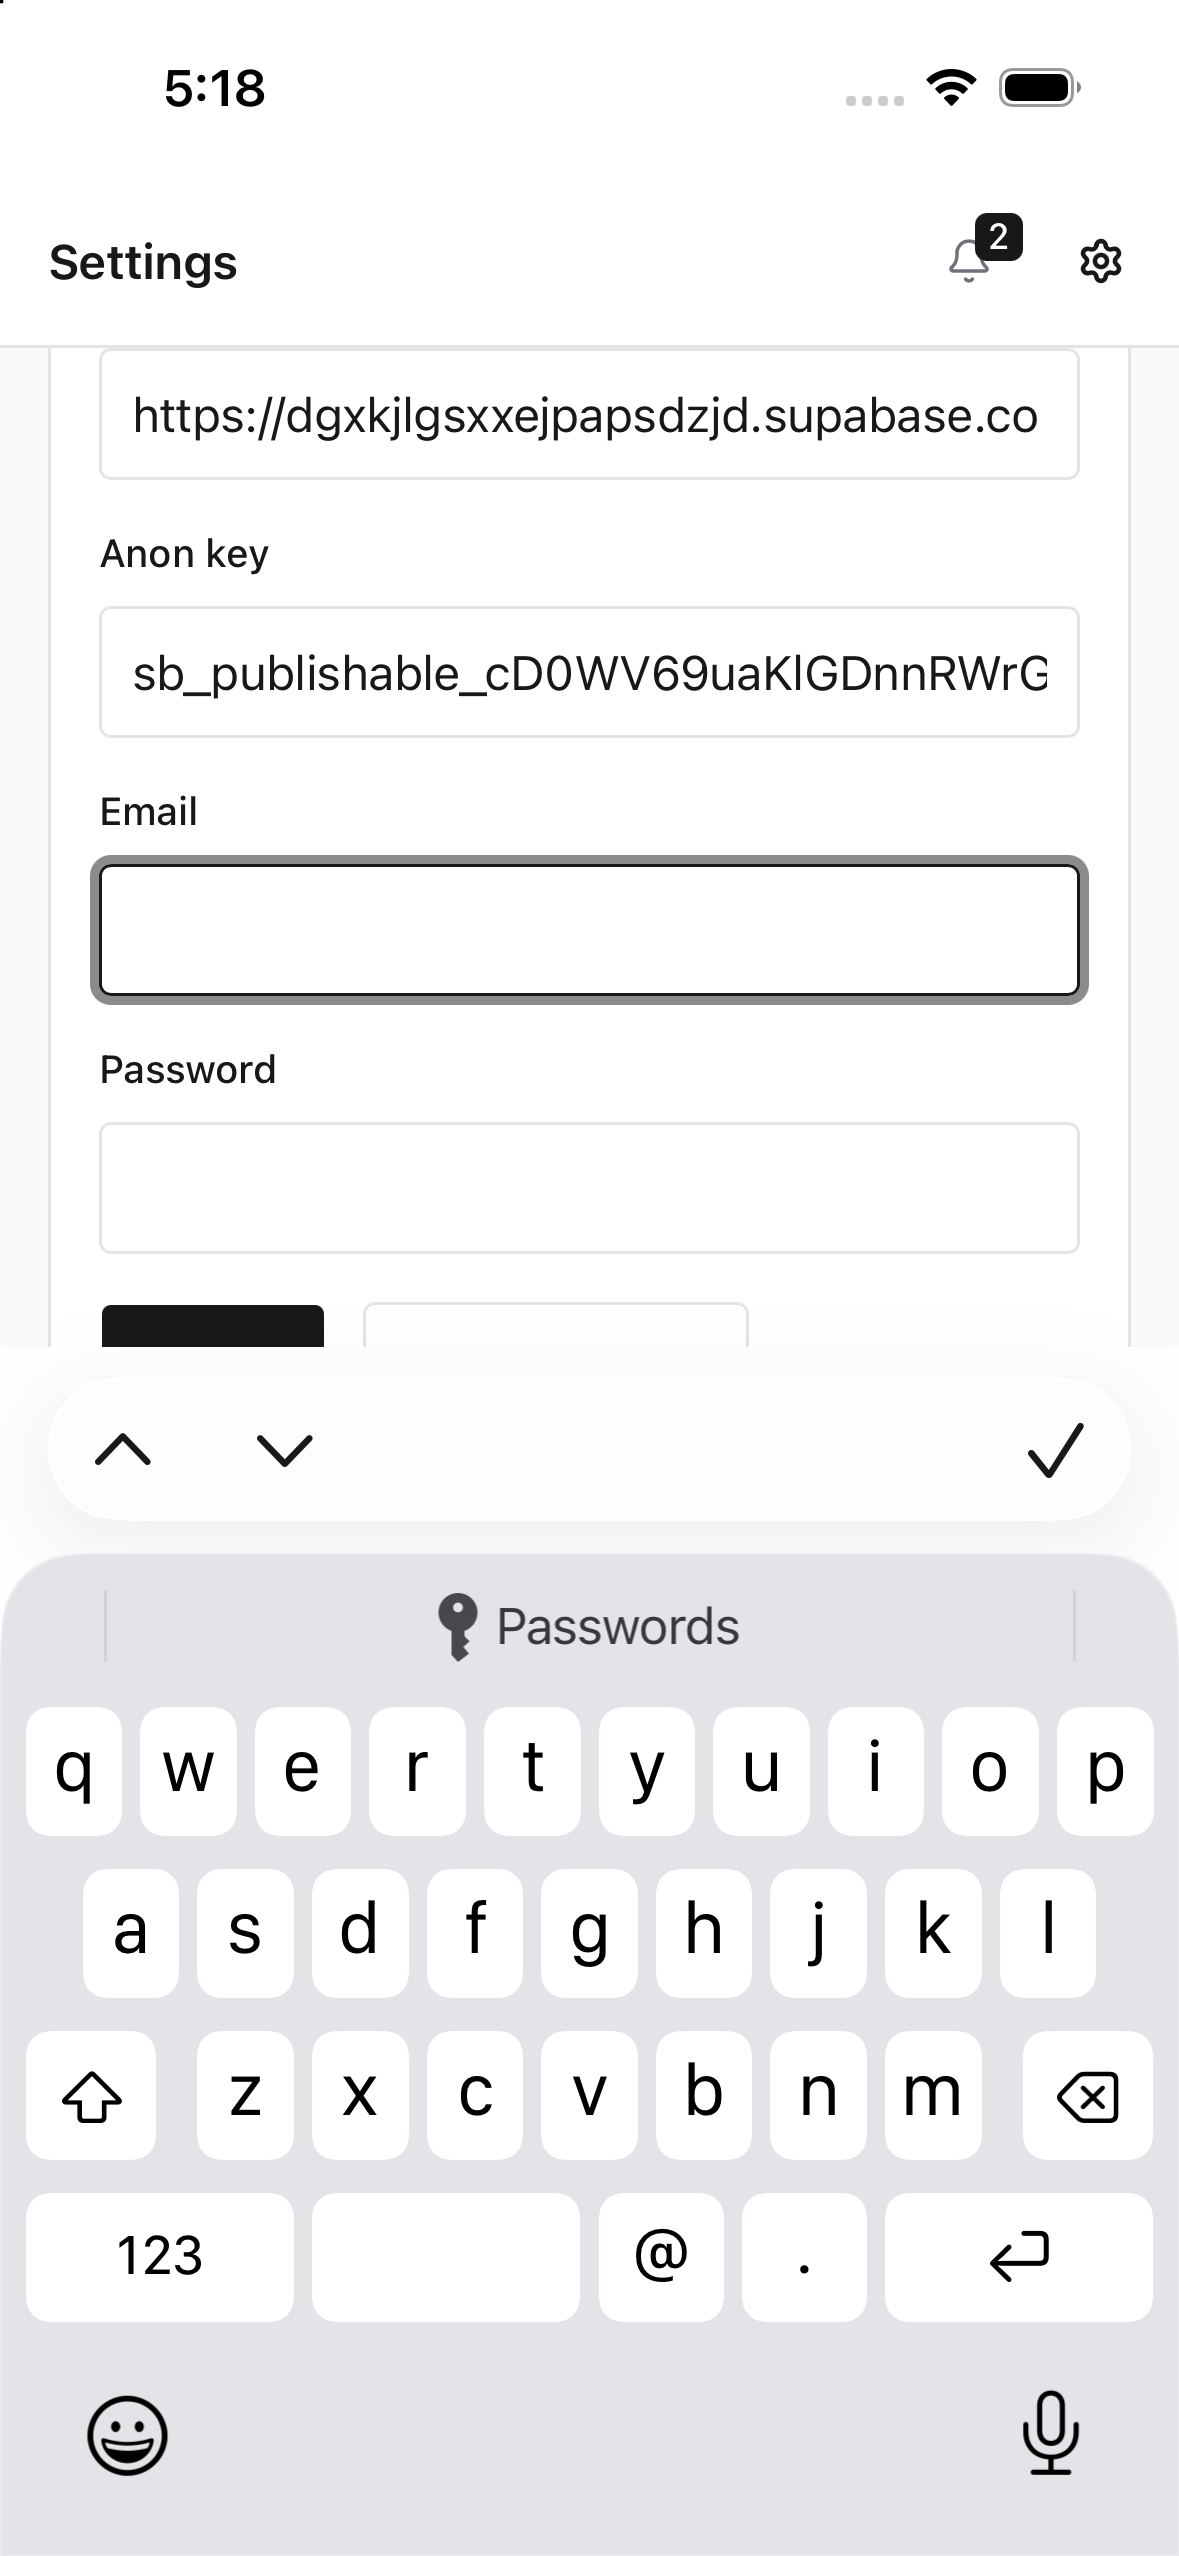 5:18
Settings
2
https://dgxkjlgsxxejpapsdzjd.supabase.co
Anon key
sb_publishable_cD0WV69uaKlGDnnRWrG
Email
Password
Passwords
q w e r t y u i o p
a s d f g h j k l
z x c v b n m
123 @ .